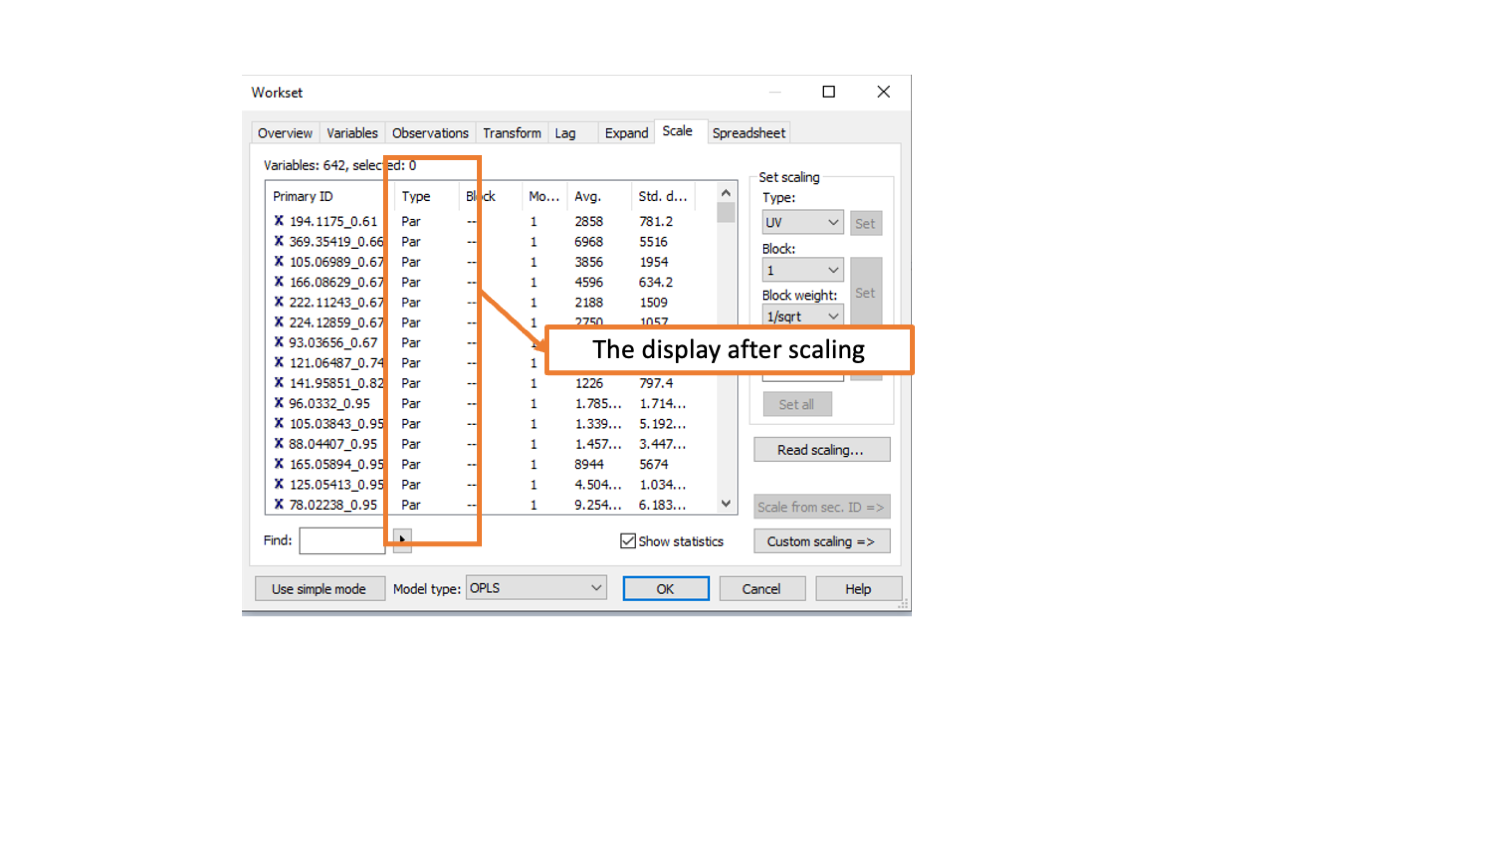 Workset
Overview Variables Observations Transform Lag Expand Scale Spreadsheet
Variables: 642, selected: 0
Primary ID Type Block Mo... Avg. Std. d...
X 194.1175_0.61 Par -- 1 2858 781.2
X 369.35419_0.66 Par -- 1 6968 5516
X 105.06989_0.67 Par -- 1 3856 1954
X 166.08629_0.67 Par -- 1 4596 634.2
X 222.11243_0.67 Par -- 1 2188 1509
X 224.12859_0.67 Par -- 1 2750 1057
X 93.03656_0.67 Par --
X 121.06487_0.74 Par -- 1
X 141.95851_0.82 Par -- 1 1226 797.4
X 96.0332_0.95 Par -- 1 1.785... 1.714...
X 105.03843_0.95 Par -- 1 1.339... 5.192...
X 88.04407_0.95 Par -- 1 1.457... 3.447...
X 165.05894_0.95 Par -- 1 8944 5674
X 125.05413_0.95 Par -- 1 4.504... 1.034...
X 78.02238_0.95 Par -- 1 9.254... 6.183...
The display after scaling
Set scaling
Type:
UV Set
Block:
1
Set
Block weight:
1/sqrt
Set all
Read scaling...
Scale from sec. ID =>
Custom scaling =>
Find:
Show statistics
Use simple mode Model type: OPLS OK Cancel Help